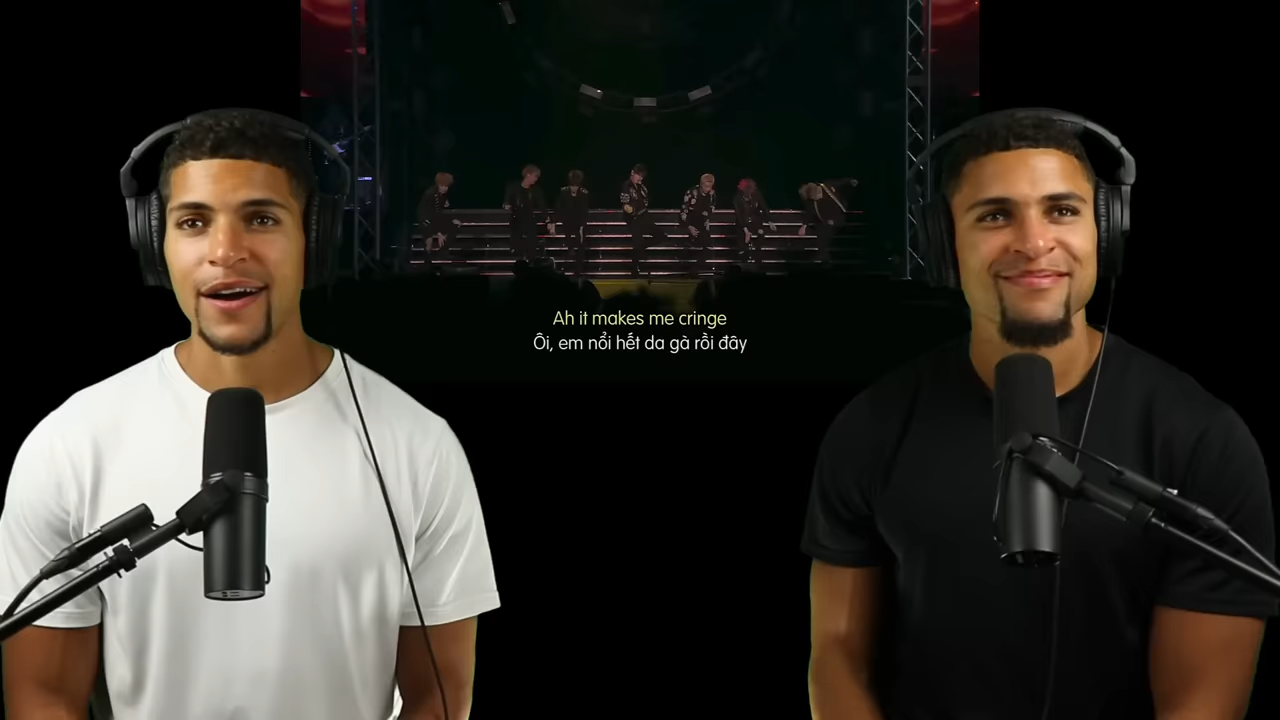 Ah it makes me cringe
Ôi, em nổi hết da gà rồi đây